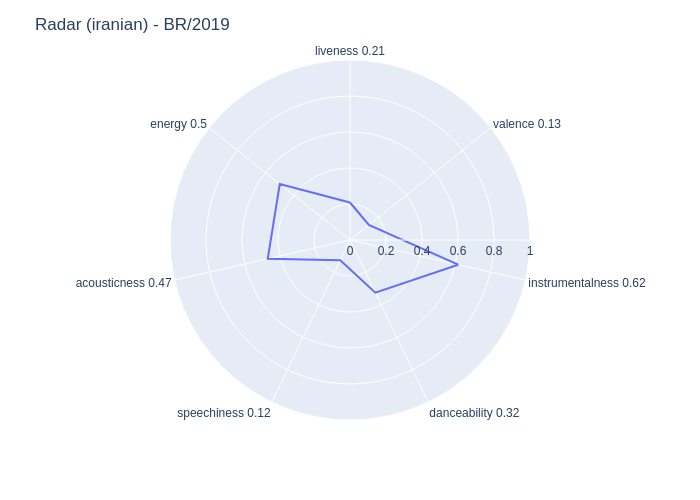 Radar (iranian) - BR/2019
liveness 0.21
energy 0.5
valence 0.13
0 0.2 0.4 0.6 0.8 1
acousticness 0.47
instrumentalness 0.62
speechiness 0.12
danceability 0.32